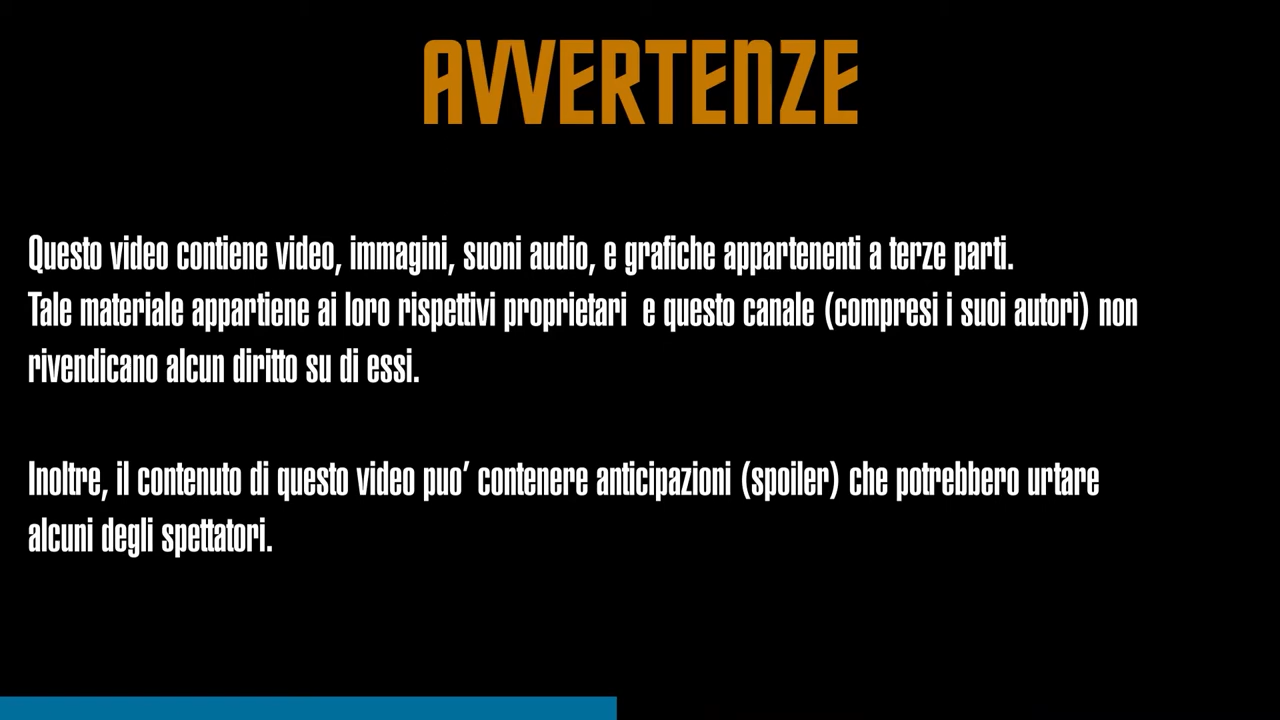 AVVERTENZE
Questo video contiene video, immagini, suoni audio, e grafiche appartenenti a terze parti.
Tale materiale appartiene ai loro rispettivi proprietari  e questo canale (compresi i suoi autori) non
rivendicano alcun diritto su di essi.
Inoltre, il contenuto di questo video puo’ contenere anticipazioni (spoiler) che potrebbero urtare
alcuni degli spettatori.